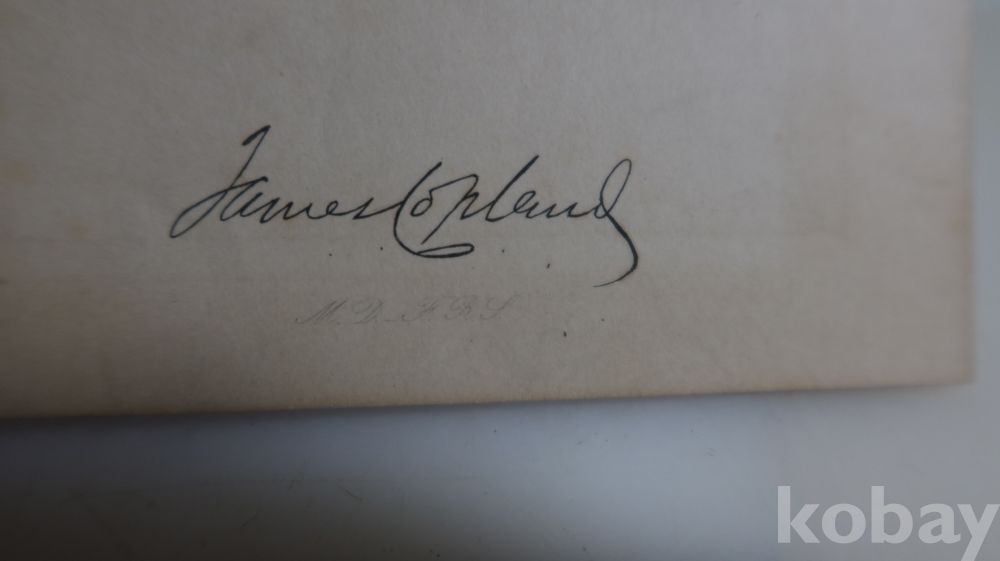 James Copland
M.D. F.R.S
kobay